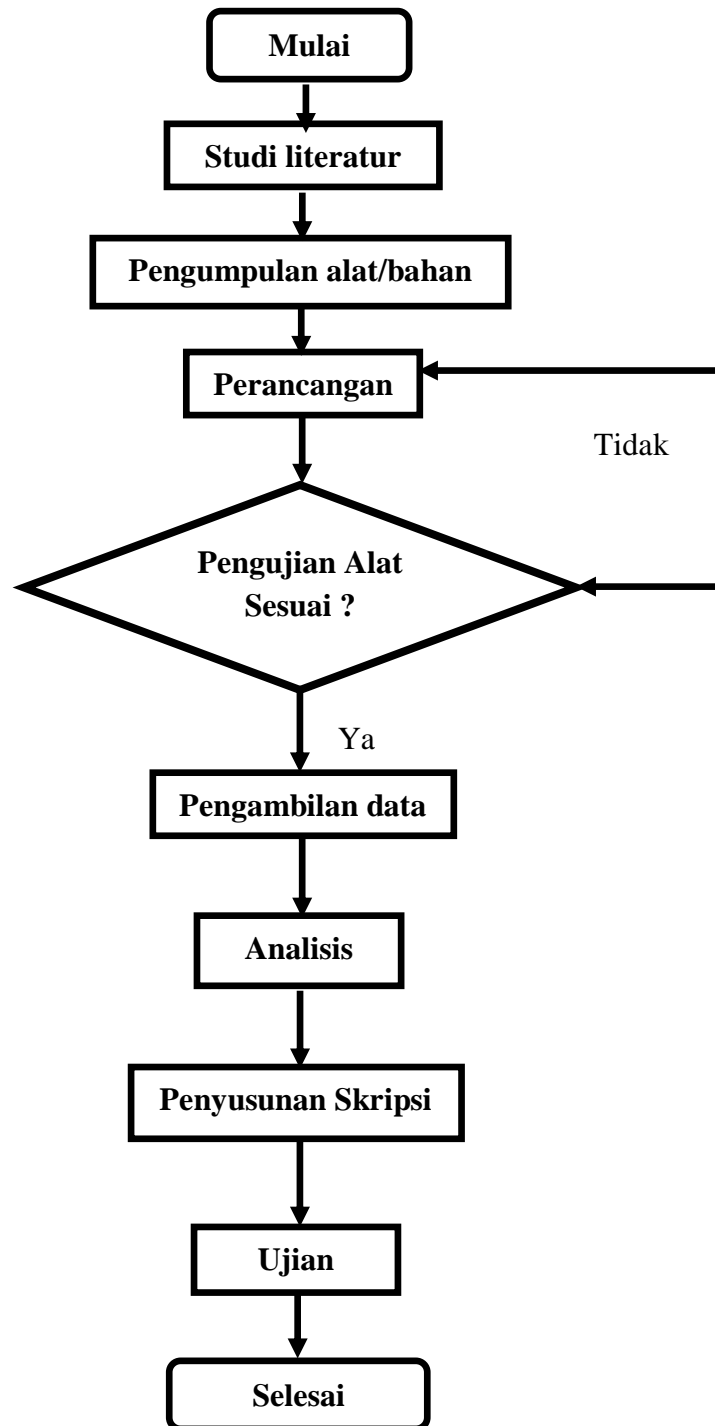 Mulai
Studi literatur
Pengumpulan alat/bahan
Perancangan
Tidak
Pengujian Alat
Sesuai ?
Ya
Pengambilan data
Analisis
Penyusunan Skripsi
Ujian
Selesai